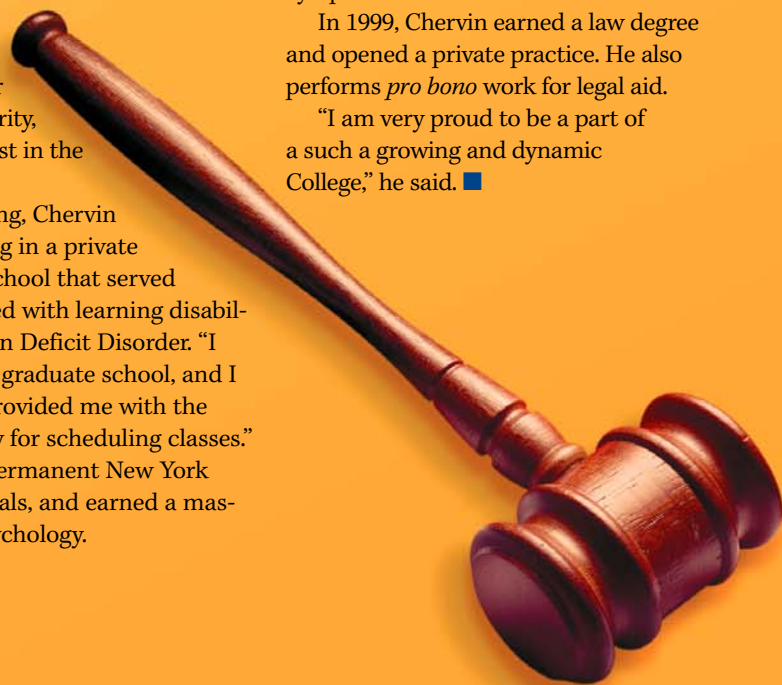 rity,
st in the
ng, Chervin
g in a private
chool that served
ed with learning disabil-
n Deficit Disorder. “I
graduate school, and I
rovided me with the
y for scheduling classes.”
ermanent New York
als, and earned a mas-
chology.
In 1999, Chervin earned a law degree
and opened a private practice. He also
performs pro bono work for legal aid.
“I am very proud to be a part of
a such a growing and dynamic
College,” he said.